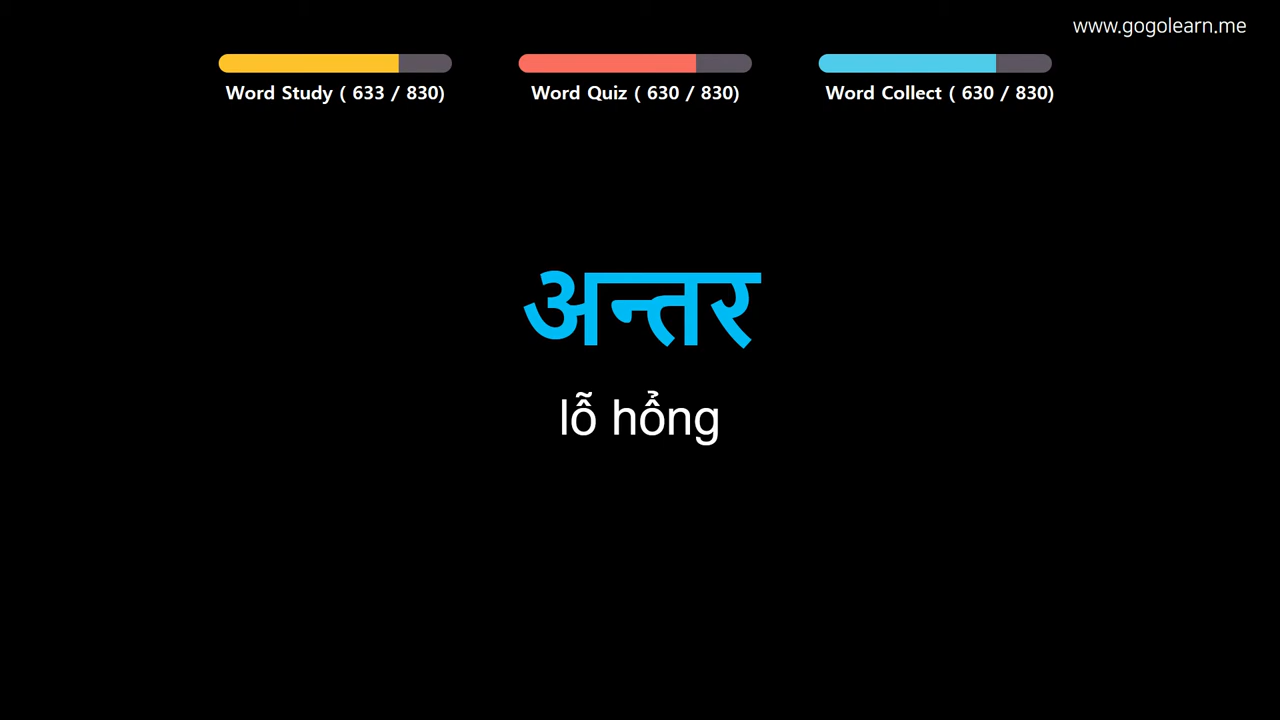 www.gogolearn.me
Word Study ( 633 / 830)
Word Quiz ( 630 / 830)
Word Collect ( 630 / 830)
अन्तर
lỗ hổng